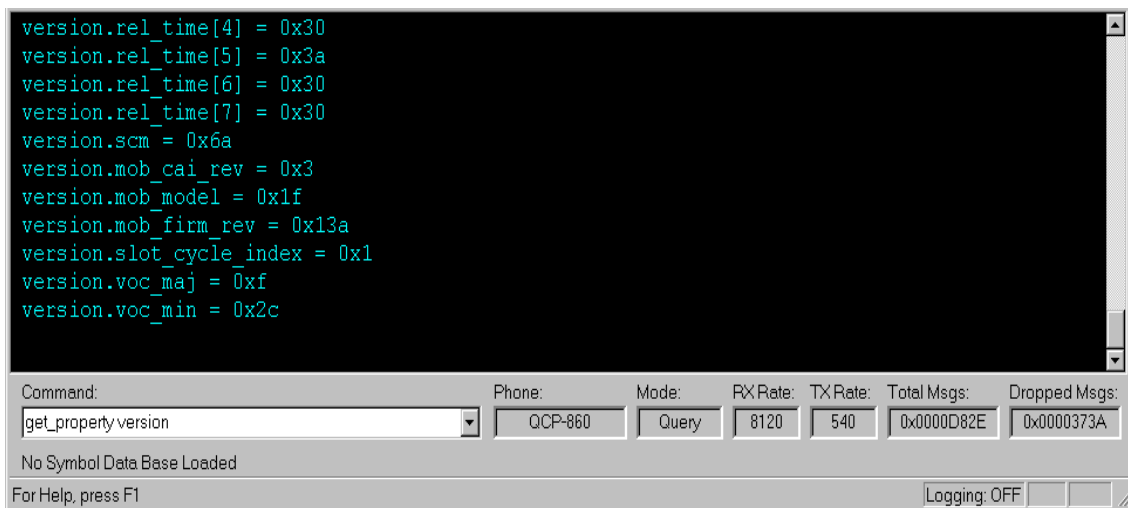 version.rel_time[4] = 0x30
version.rel_time[5] = 0x3a
version.rel_time[6] = 0x30
version.rel_time[7] = 0x30
version.scm = 0x6a
version.mob_cai_rev = 0x3
version.mob_model = 0x1f
version.mob_firm_rev = 0x13a
version.slot_cycle_index = 0x1
version.voc_maj = 0xf
version.voc_min = 0x2c
Command: Phone: Mode: RX Rate: TX Rate: Total Msgs: Dropped Msgs:
get_property version QCP-860 Query 8120 540 0x0000D82E 0x0000373A
No Symbol Data Base Loaded
For Help, press F1 Logging: OFF